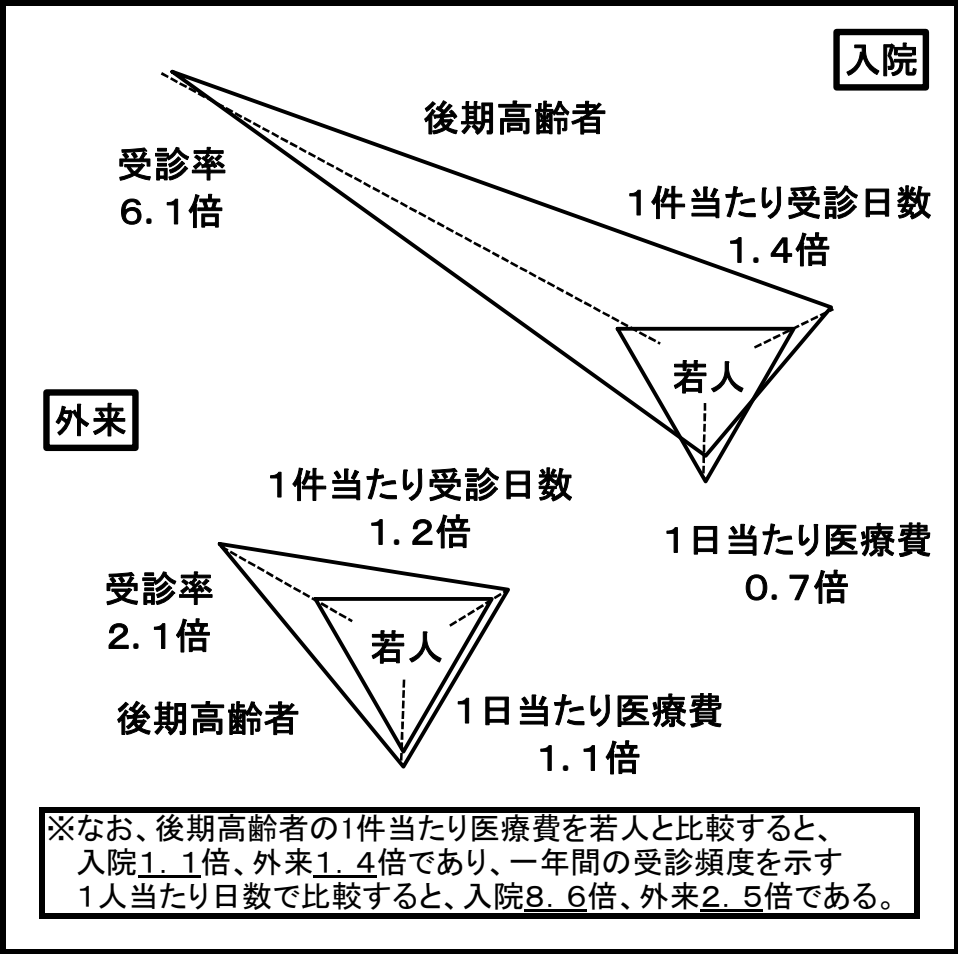 入院
後期高齢者
受診率
６．１倍
１件当たり受診日数
１．４倍
若人
１日当たり医療費
０．７倍
外来
１件当たり受診日数
１．２倍
受診率
２．１倍
若人
後期高齢者
１日当たり医療費
１．１倍
※なお、後期高齢者の1件当たり医療費を若人と比較すると、
入院１．１倍、外来１．４倍であり、一年間の受診頻度を示す
１人当たり日数で比較すると、入院８．６倍、外来２．５倍である。